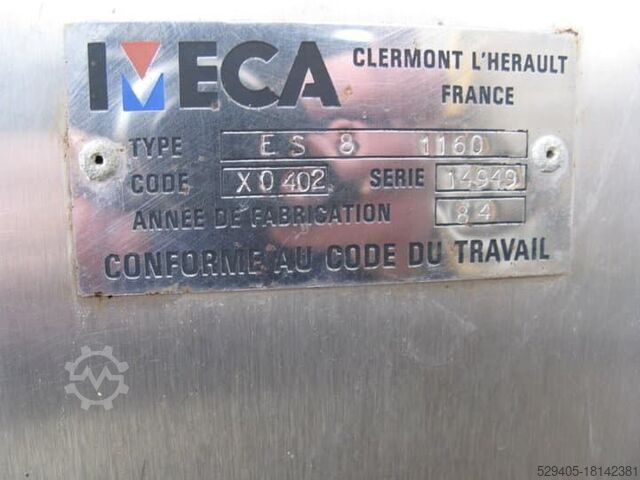 IMECA CLERMONT L'HERAULT
FRANCE
TYPE ES 8 1160
CODE X0402 SERIE 14949
ANNÉE DE FABRICATION 84
CONFORME AU CODE DU TRAVAIL
529405-18142381